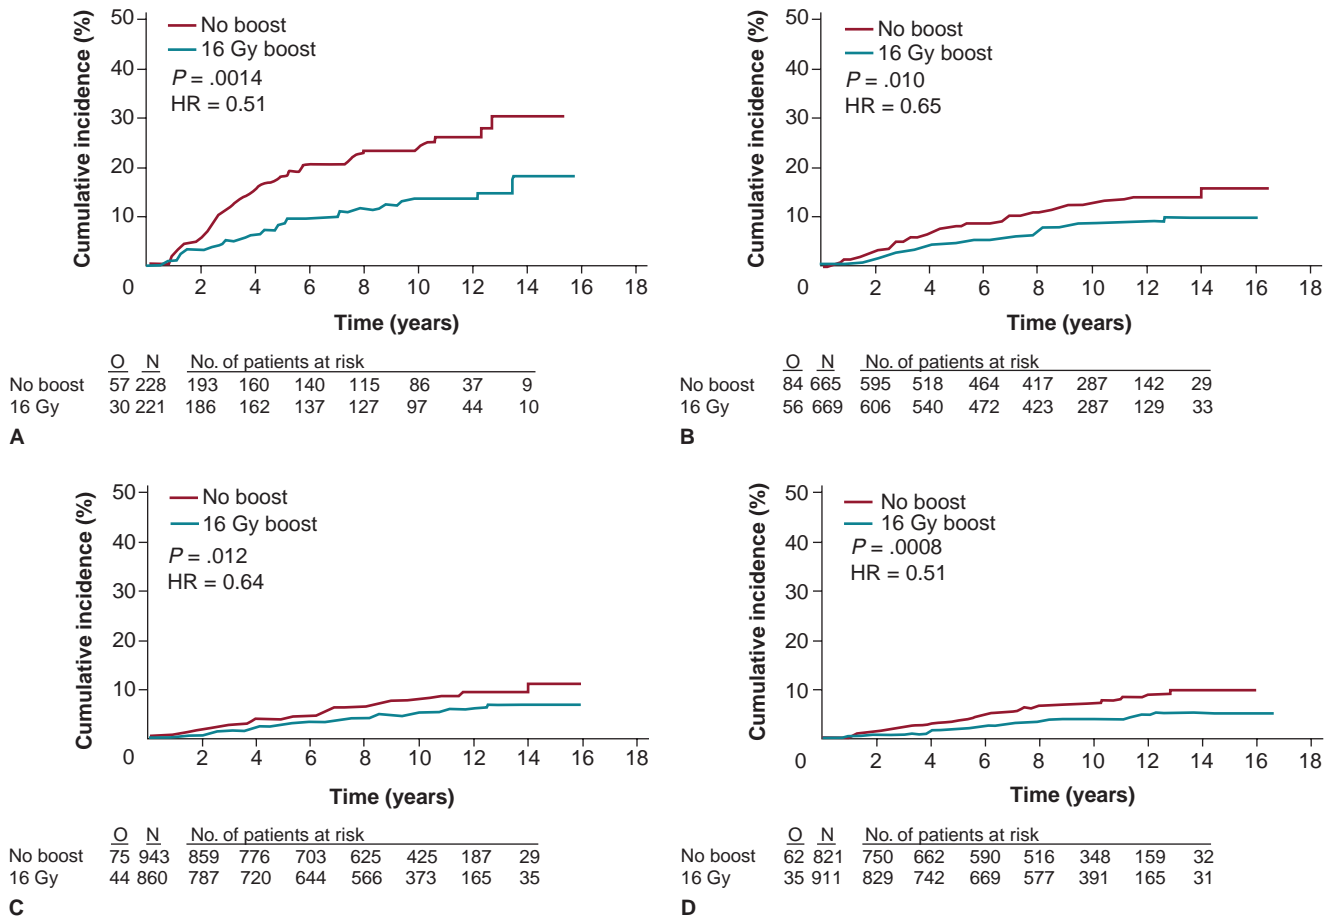 50
40
30
20
10
0
Cumulative incidence (%)
No boost
16 Gy boost
P = .0014
HR = 0.51
0 2 4 6 8 10 12 14 16 18
Time (years)
O N No. of patients at risk
No boost 57 228 193 160 140 115 86 37 9
16 Gy 30 221 186 162 137 127 97 44 10
A
50
40
30
20
10
0
Cumulative incidence (%)
No boost
16 Gy boost
P = .010
HR = 0.65
2 4 6 8 10 12 14 16 18
Time (years)
O N No. of patients at risk
No boost 84 665 595 518 464 417 287 142 29
16 Gy 56 669 606 540 472 423 287 129 33
B
50
40
30
20
10
0
Cumulative incidence (%)
No boost
16 Gy boost
P = .012
HR = 0.64
2 4 6 8 10 12 14 16 18
Time (years)
O N No. of patients at risk
No boost 75 943 859 776 703 625 425 187 29
16 Gy 44 860 787 720 644 566 373 165 35
C
50
40
30
20
10
0
Cumulative incidence (%)
No boost
16 Gy boost
P = .0008
HR = 0.51
2 4 6 8 10 12 14 16 18
Time (years)
O N No. of patients at risk
No boost 62 821 750 662 590 516 348 159 32
16 Gy 35 911 829 742 669 577 391 165 31
D